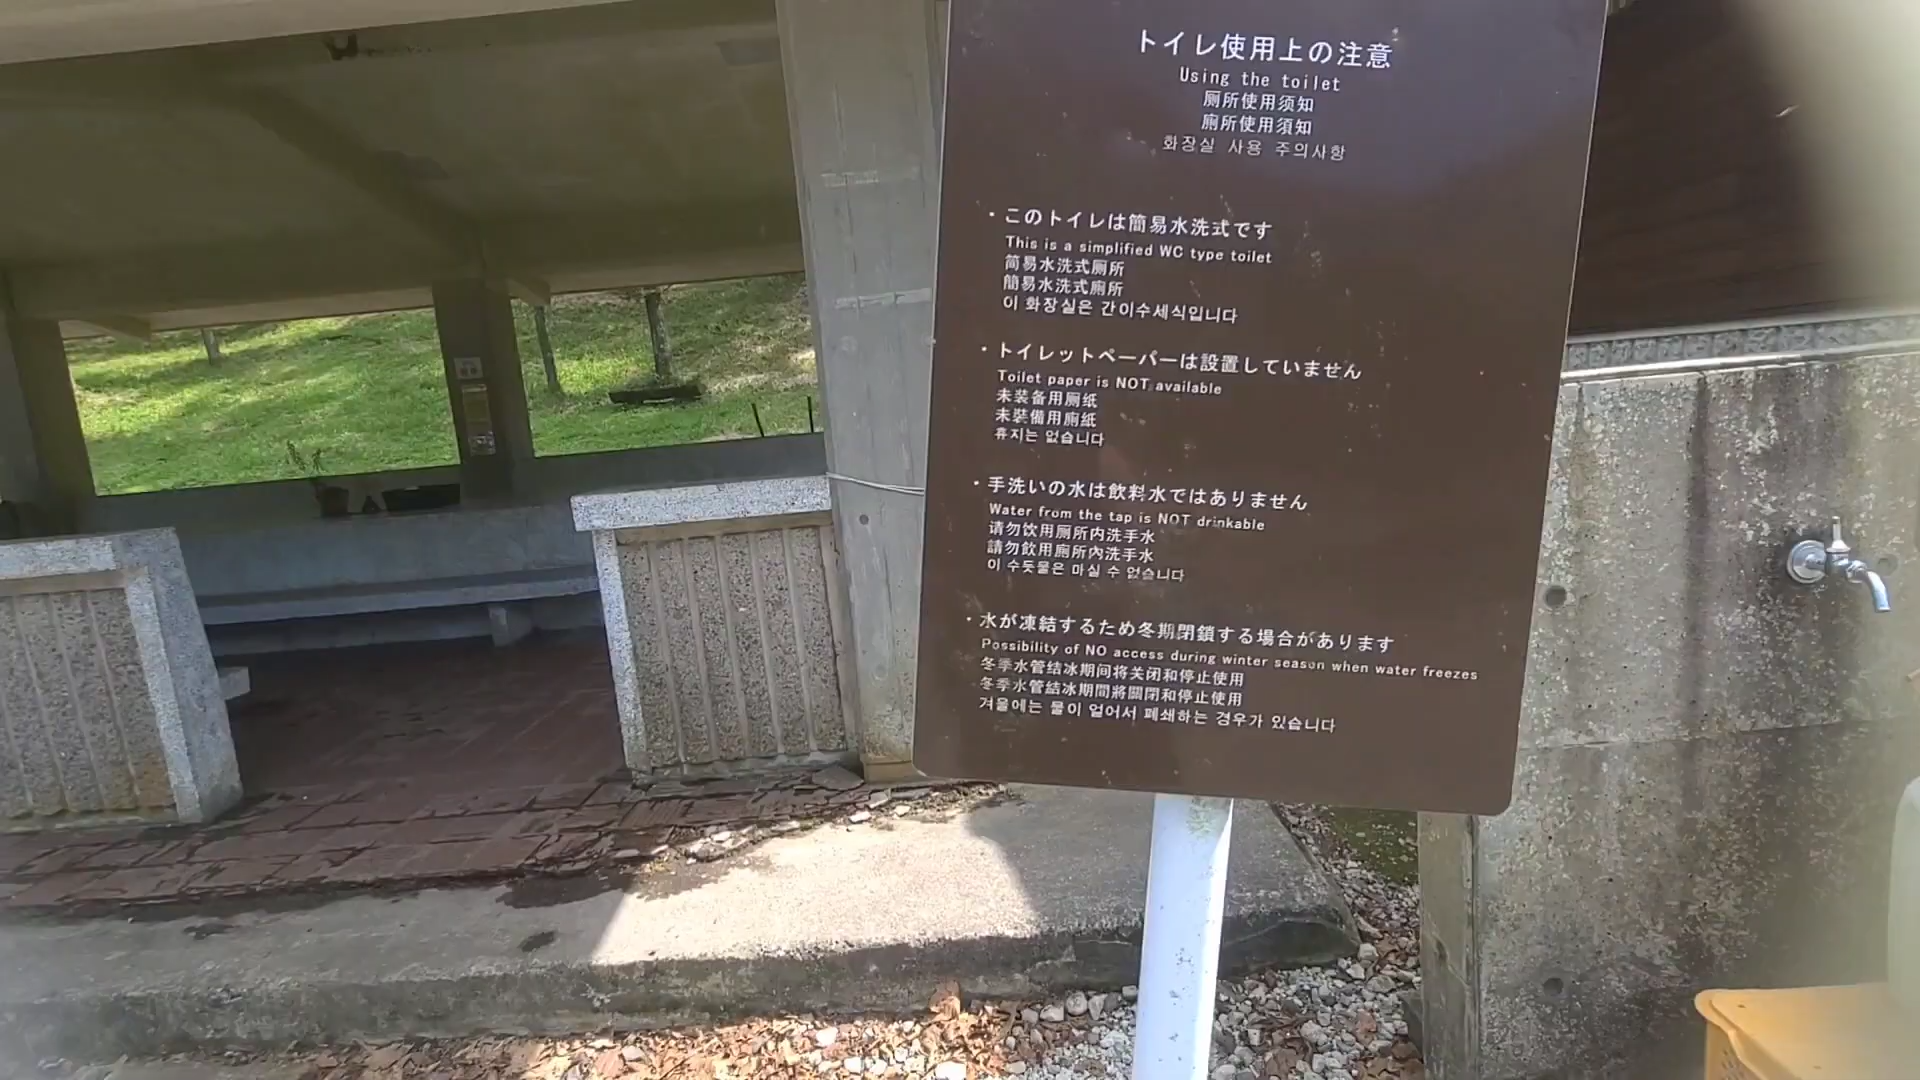 トイレ使用上の注意
Using the toilet
厕所使用须知
廁所使用須知
화장실 사용 주의사항
・このトイレは簡易水洗式です
This is a simplified WC type toilet
简易水洗式厕所
簡易水洗式廁所
이 화장실은 간이수세식입니다
・トイレットペーパーは設置していません
Toilet paper is NOT available
未装备用厕纸
未裝備用廁紙
휴지는 없습니다
・手洗いの水は飲料水ではありません
Water from the tap is NOT drinkable
请勿饮用厕所内洗手水
請勿飲用廁所內洗手水
이 수돗물은 마실 수 없습니다
・水が凍結するため冬期閉鎖する場合があります
Possibility of NO access during winter season when water freezes
冬季水管结冰期间将关闭和停止使用
冬季水管結冰期間將關閉和停止使用
겨울에는 물이 얼어서 폐쇄하는 경우가 있습니다